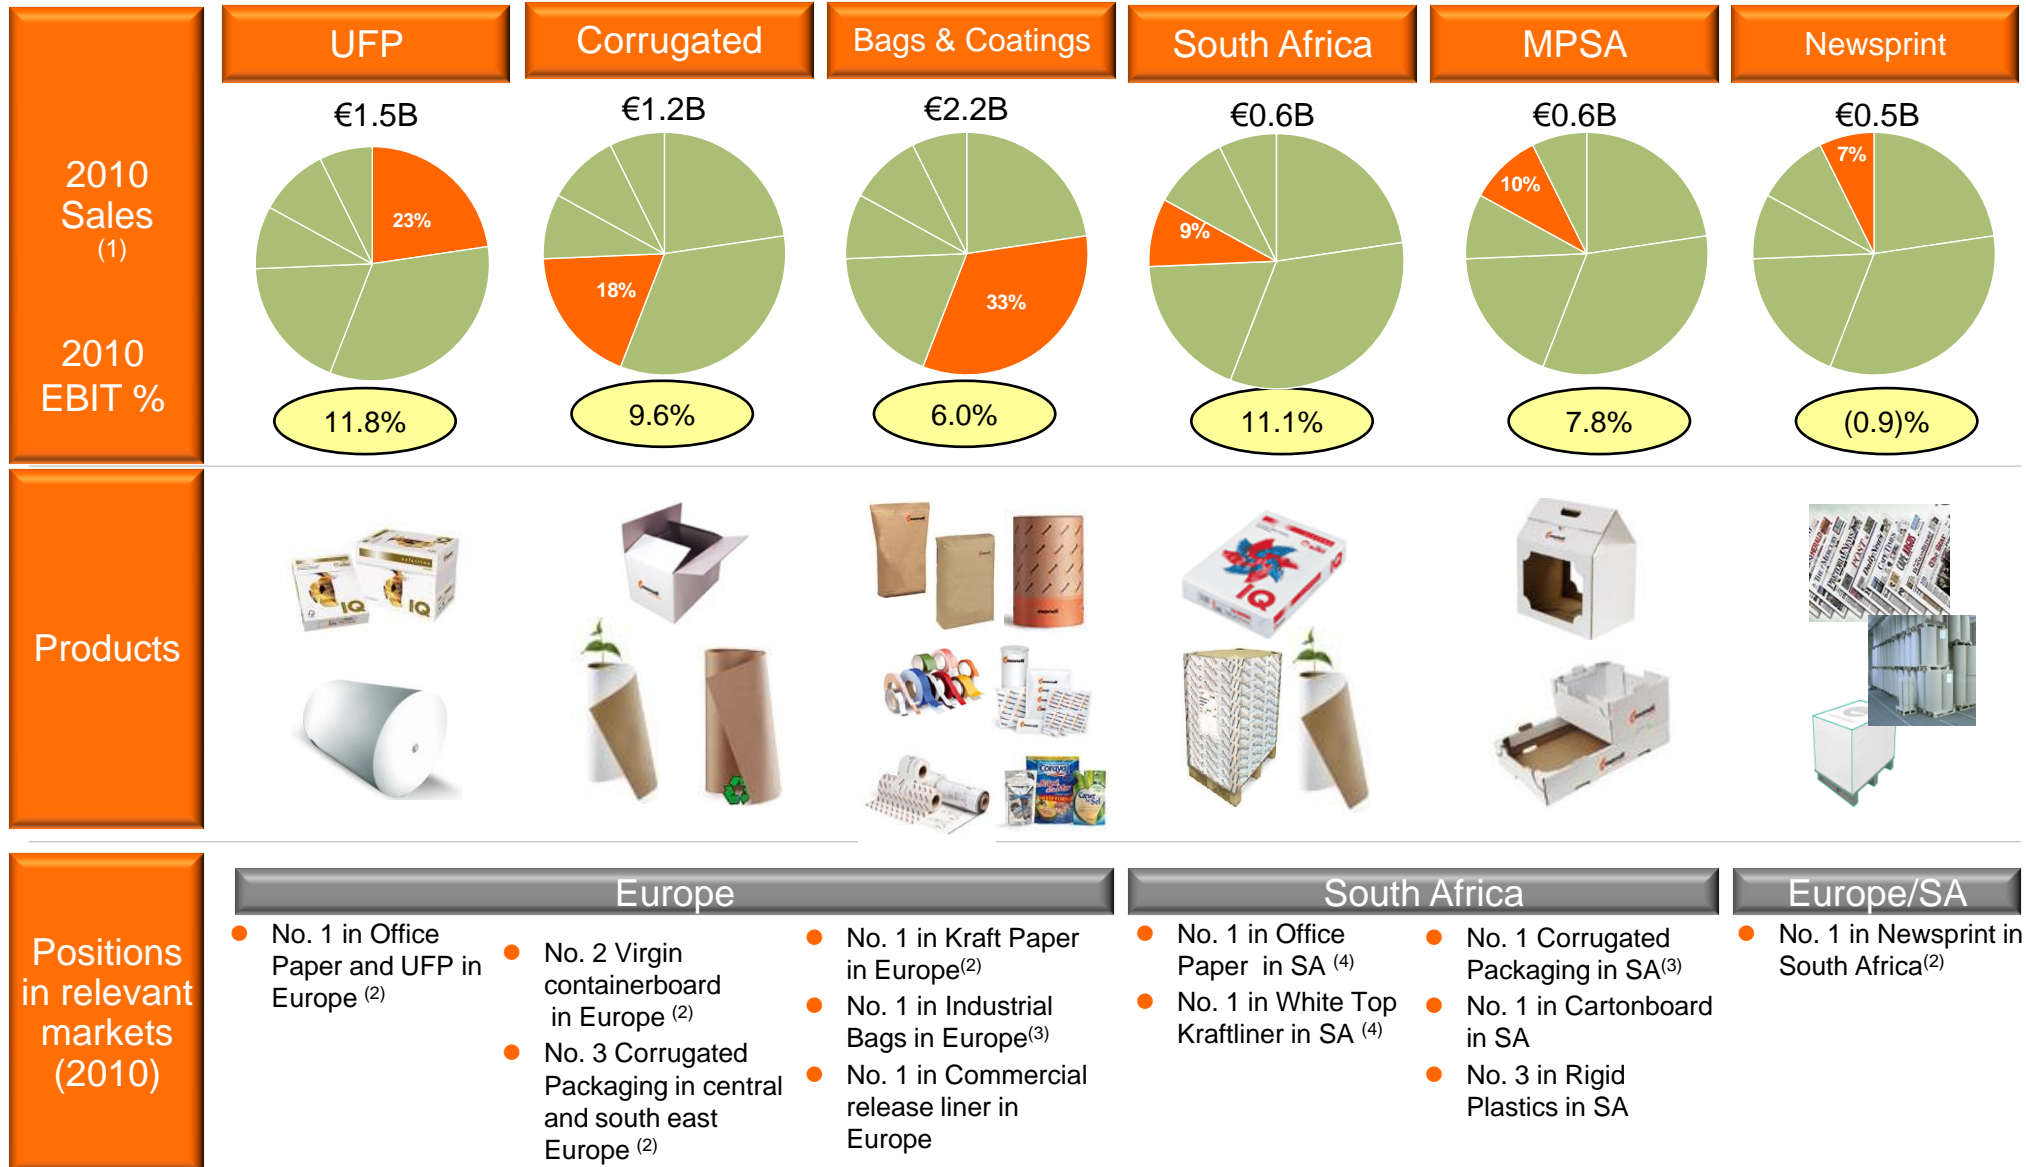 UFP
Corrugated
Bags & Coatings
South Africa
MPSA
Newsprint
2010
Sales
(1)
2010
EBIT %
€1.5B
€1.2B
€2.2B
€0.6B
€0.6B
€0.5B
23%
18%
33%
9%
10%
7%
11.8%
9.6%
6.0%
11.1%
7.8%
(0.9)%
Products
selection
IQ
IQ
mondi
mondi
IQ
Coraya
Positions
in relevant
markets
(2010)
Europe
South Africa
Europe/SA
● No. 1 in Office
Paper and UFP in
Europe (2)
● No. 2 Virgin
containerboard
in Europe (2)
● No. 3 Corrugated
Packaging in central
and south east
Europe (2)
● No. 1 in Kraft Paper
in Europe(2)
● No. 1 in Industrial
Bags in Europe(3)
● No. 1 in Commercial
release liner in
Europe
● No. 1 in Office
Paper in SA (4)
● No. 1 in White Top
Kraftliner in SA (4)
● No. 1 Corrugated
Packaging in SA(3)
● No. 1 in Cartonboard
in SA
● No. 3 in Rigid
Plastics in SA
● No. 1 in Newsprint in
South Africa(2)